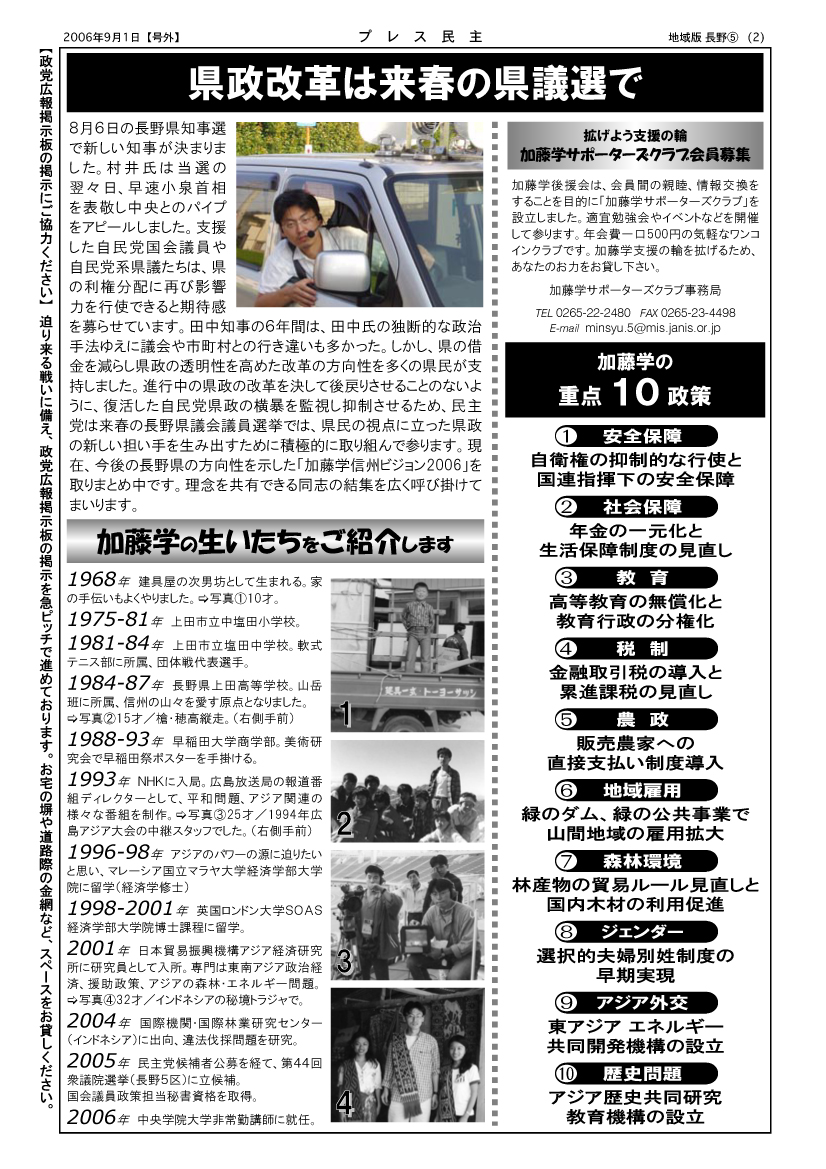 2006年9月1日【号外】
プレス民主
地域版 長野⑤ (2)
【政党広報掲示板の掲示にご協力ください】 迫り来る戦いに備え、政党広報掲示板の掲示を急ピッチで進めております。お宅の塀や道路際の金網など、スペースをお貸しください。
県政改革は来春の県議選で
8月6日の長野県知事選
で新しい知事が決まりま
した。村井氏は当選の
翌々日、早速小泉首相
を表敬し中央とのパイプ
をアピールしました。支援
した自民党国会議員や
自民党系県議たちは、県
の利権分配に再び影響
力を行使できると期待感
を募らせています。田中知事の6年間は、田中氏の独断的な政治
手法ゆえに議会や市町村との行き違いも多かった。しかし、県の借
金を減らし県政の透明性を高めた改革の方向性を多くの県民が支
持しました。進行中の県政の改革を決して後戻りさせることのないよ
うに、復活した自民党県政の横暴を監視し抑制させるため、民主
党は来春の長野県議会議員選挙では、県民の視点に立った県政
の新しい担い手を生み出すために積極的に取り組んで参ります。現
在、今後の長野県の方向性を示した「加藤学信州ビジョン2006」を
取りまとめ中です。理念を共有できる同志の結集を広く呼び掛けて
まいります。
加藤学の生いたちをご紹介します
1968年 建具屋の次男坊として生まれる。家
の手伝いもよくやりました。⇨写真①10才。
1975-81年 上田市立中塩田小学校。
1981-84年 上田市立塩田中学校。軟式
テニス部に所属、団体戦代表選手。
1984-87年 長野県上田高等学校。山岳
班に所属、信州の山々を愛す原点となりました。
⇨写真②15才／槍・穂高縦走。（右側手前）
1988-93年 早稲田大学商学部。美術研
究会で早稲田祭ポスターを手掛ける。
1993年 NHKに入局。広島放送局の報道番
組ディレクターとして、平和問題、アジア関連の
様々な番組を制作。⇨写真③25才／1994年広
島アジア大会の中継スタッフでした。（右側手前）
1996-98年 アジアのパワーの源に迫りたい
と思い、マレーシア国立マラヤ大学経済学部大学
院に留学（経済学修士）
1998-2001年 英国ロンドン大学SOAS
経済学部大学院博士課程に留学。
2001年 日本貿易振興機構アジア経済研究
所に研究員として入所。専門は東南アジア政治経
済、援助政策、アジアの森林・エネルギー問題。
⇨写真④32才／インドネシアの秘境トラジャで。
2004年 国際機関・国際林業研究センター
（インドネシア）に出向、違法伐採問題を研究。
2005年 民主党候補者公募を経て、第44回
衆議院選挙（長野5区）に立候補。
国会議員政策担当秘書資格を取得。
2006年 中央学院大学非常勤講師に就任。
1
2
3
4
拡げよう支援の輪
加藤学サポーターズクラブ会員募集
加藤学後援会は、会員間の親睦、情報交換を
することを目的に「加藤学サポーターズクラブ」を
設立しました。適宜勉強会やイベントなどを開催
して参ります。年会費一口500円の気軽なワンコ
インクラブです。加藤学支援の輪を拡げるため、
あなたのお力をお貸し下さい。
加藤学サポーターズクラブ事務局
TEL 0265-22-2480 FAX 0265-23-4498
E-mail minsyu.5@mis.janis.or.jp
加藤学の
重点 10 政策
① 安全保障
自衛権の抑制的な行使と
国連指揮下の安全保障
② 社会保障
年金の一元化と
生活保障制度の見直し
③ 教育
高等教育の無償化と
教育行政の分権化
④ 税制
金融取引税の導入と
累進課税の見直し
⑤ 農政
販売農家への
直接支払い制度導入
⑥ 地域雇用
緑のダム、緑の公共事業で
山間地域の雇用拡大
⑦ 森林環境
林産物の貿易ルール見直しと
国内木材の利用促進
⑧ ジェンダー
選択的夫婦別姓制度の
早期実現
⑨ アジア外交
東アジア エネルギー
共同開発機構の設立
⑩ 歴史問題
アジア歴史共同研究
教育機構の設立